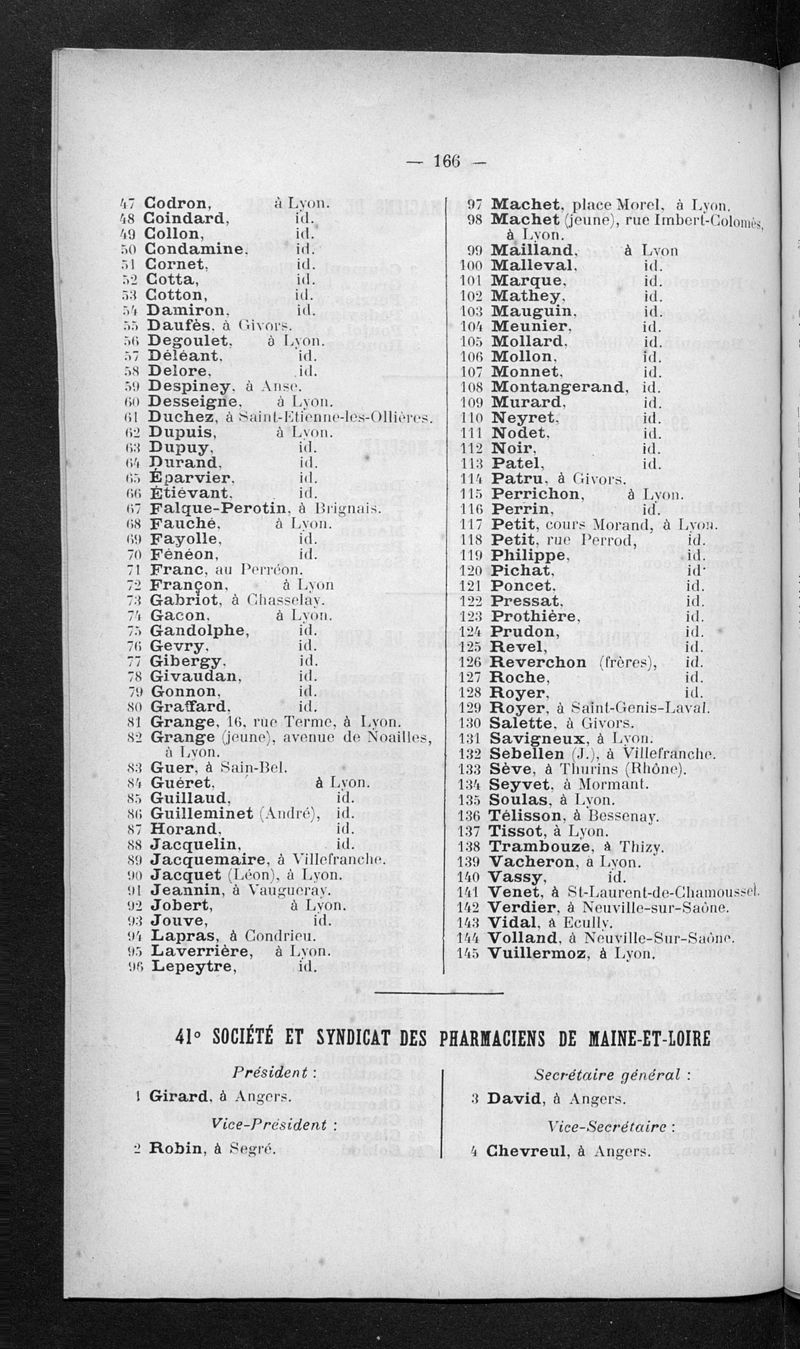 — 166 —
47 Codron, à Lyon.
48 Coindard, id.
49 Collon, id.
50 Condamine. id.
51 Cornet, id.
52 Cotta, id.
53 Cotton, id.
54 Damiron. id.
55 Daufès, à Givors.
56 Degoulet. à Lyon.
57 Déléant. id.
58 Delore. id.
59 Despiney. à Anse.
60 Desseigne. à Lyon.
61 Duchez, à Saint-Etienne-les-Ollières.
62 Dupuis, à Lyon.
63 Dupuy, id.
64 Durand, id.
65 Éparvier, id.
66 Étiévant. id.
67 Falque-Perotin, à Brignais.
68 Fauché, à Lyon.
69 Fayolle, id.
70 Fénéon, id.
71 Franc, au Perréon.
72 Françon, à Lyon
73 Gabriot, à Chasselay.
74 Gacon, à Lyon.
75 Gandolphe, id.
76 Gevry, id.
77 Gibergy, id.
78 Givaudan, id.
79 Gonnon, id.
80 Graffard, id.
81 Grange, 16, rue Terme, à Lyon.
82 Grange (jeune), avenue de Noailles,
à Lyon.
83 Guer, à Sain-Bel.
84 Guéret, à Lyon.
85 Guillaud, id.
86 Guilleminet (André), id.
87 Horand, id.
88 Jacquelin, id.
89 Jacquemaire, à Villefranche.
90 Jacquet (Léon), à Lyon.
91 Jeannin, à Vaugueray.
92 Jobert, à Lyon.
93 Jouve, id.
94 Lapras, à Condrieu.
95 Laverrière, à Lyon.
96 Lepeytre, id.
97 Machet, place Morel, à Lyon.
98 Machet (jeune), rue Imbert-Colomès,
à Lyon.
99 Mailland, à Lyon
100 Malleval, id.
101 Marque, id.
102 Mathey, id.
103 Mauguin, id.
104 Meunier, id.
105 Mollard, id.
106 Mollon, id.
107 Monnet, id.
108 Montangerand, id.
109 Murard, id.
110 Neyret, id.
111 Nodet, id.
112 Noir, id.
113 Patel, id.
114 Patru, à Givors.
115 Perrichon, à Lyon.
116 Perrin, id.
117 Petit, cours Morand, à Lyon.
118 Petit, rue Perrod, id.
119 Philippe, id.
120 Pichat, id.
121 Poncet, id.
122 Pressat, id.
123 Prothière, id.
124 Prudon, id.
125 Revel, id.
126 Reverchon (frères), id.
127 Roche, id.
128 Royer, id.
129 Royer, à Saint-Genis-Laval.
130 Salette, à Givors.
131 Savigneux, à Lyon.
132 Sebellen (J.), à Villefranche.
133 Sève, à Thurins (Rhône).
134 Seyvet, à Mormant.
135 Soulas, à Lyon.
136 Télisson, à Bessenay.
137 Tissot, à Lyon.
138 Trambouze, à Thizy.
139 Vacheron, à Lyon.
140 Vassy, id.
141 Venet, à St-Laurent-de-Chamousset.
142 Verdier, à Neuville-sur-Saône.
143 Vidal, à Ecully.
144 Volland, à Neuville-Sur-Saône.
145 Vuillermoz, à Lyon.
41° SOCIÉTÉ ET SYNDICAT DES PHARMACIENS DE MAINE-ET-LOIRE
Président :
1 Girard, à Angers.
Vice-Président :
2 Robin, à Segré.
Secrétaire général :
3 David, à Angers.
Vice-Secrétaire :
4 Chevreul, à Angers.